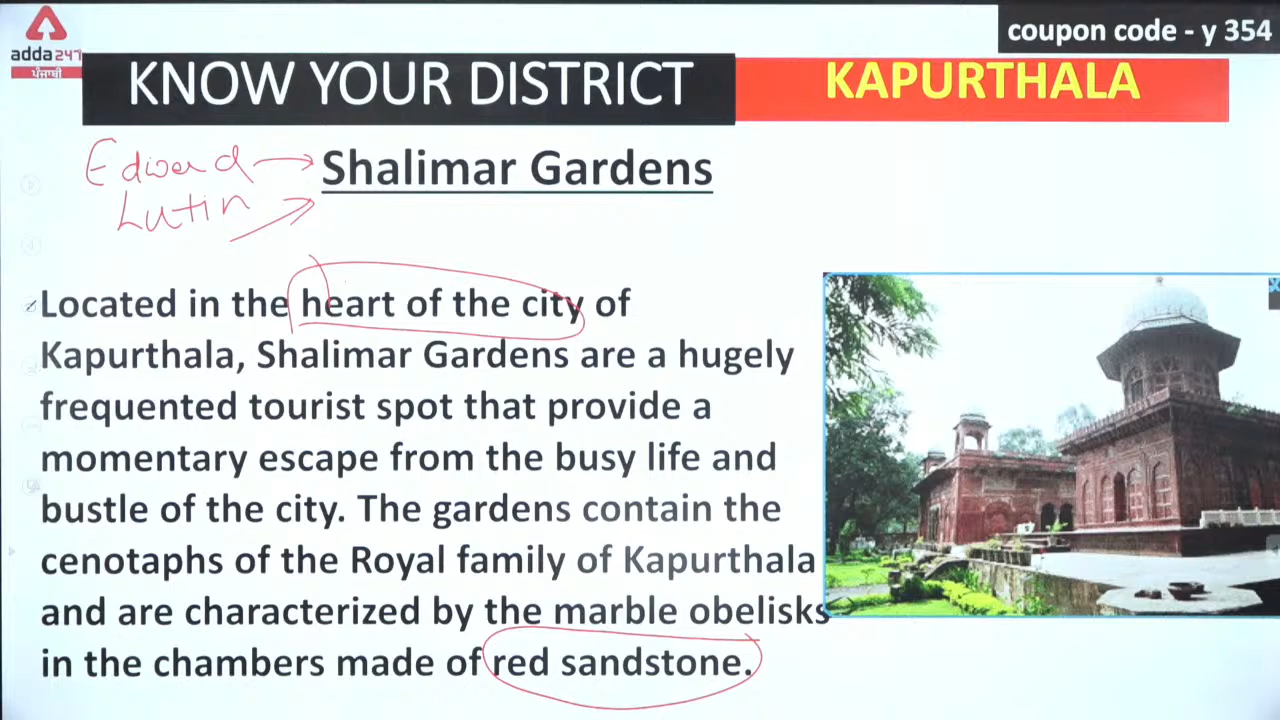 adda247
ਪੰਜਾਬੀ
coupon code - y 354
KNOW YOUR DISTRICT
KAPURTHALA
Edward
Lutin
Shalimar Gardens
Located in the heart of the city of
Kapurthala, Shalimar Gardens are a hugely
frequented tourist spot that provide a
momentary escape from the busy life and
bustle of the city. The gardens contain the
cenotaphs of the Royal family of Kapurthala
and are characterized by the marble obelisks
in the chambers made of red sandstone.